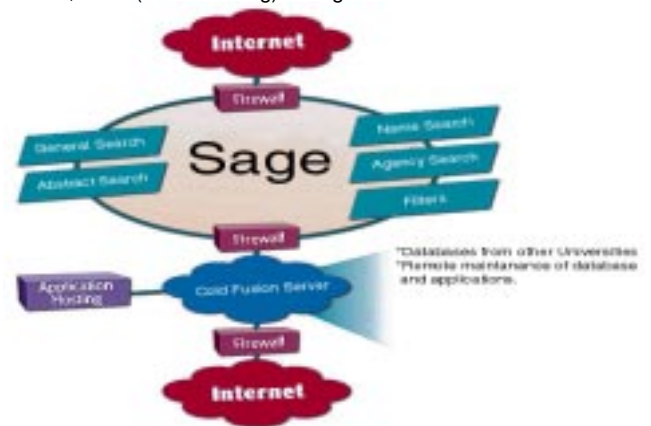 Internet
Firewall
General Search
Abstract Search
Sage
Name Search
Agency Search
Filters
Firewall
"Databases from other Universities
"Remote maintanance of database
and applications.
Application
Hosting
Cold Fusion Server
Firewall
Internet